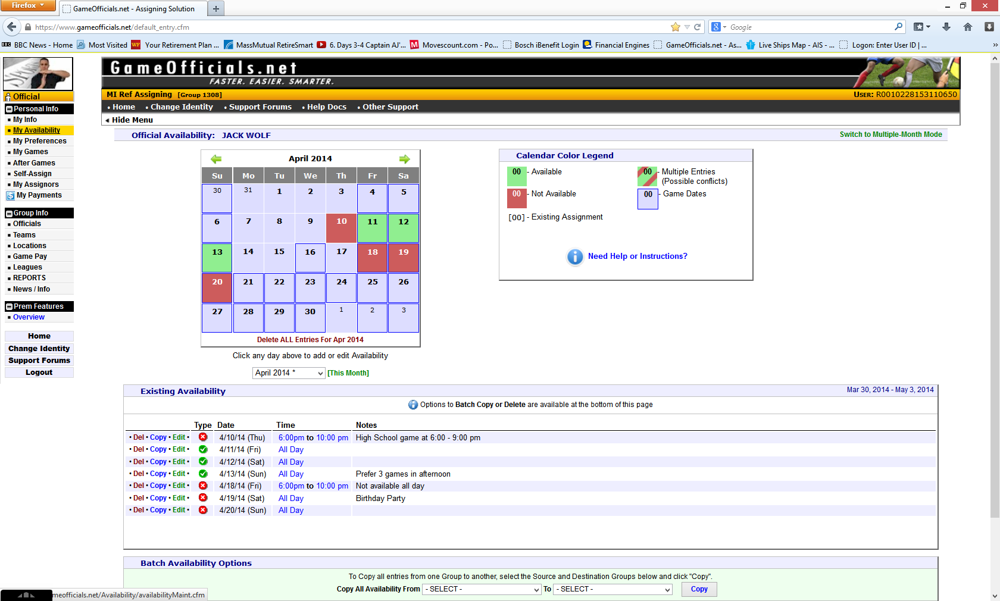 Firefox
GameOfficials.net - Assigning Solution
https://www.gameofficials.net/default_entry.cfm
Google
BBC News - Home
Most Visited
Your Retirement Plan ...
MassMutual RetireSmart
6. Days 3-4 Captain AJ'...
Movescount.com - Po...
Bosch iBenefit Login
Financial Engines
GameOfficials.net - As...
Live Ships Map - AIS - ...
Logon: Enter User ID | ...
GameOfficials.net
FASTER. EASIER. SMARTER.
MI Ref Assigning [Group 1308]
USER: R0010228153110650
• Home • Change Identity • Support Forums • Help Docs • Other Support
Hide Menu
Official
Personal Info
My Info
My Availability
My Preferences
My Games
After Games
Self-Assign
My Assignors
My Payments
Group Info
Officials
Teams
Locations
Game Pay
Leagues
REPORTS
News / Info
Prem Features
Overview
Home
Change Identity
Support Forums
Logout
Official Availability: JACK WOLF
Switch to Multiple-Month Mode
April 2014
Su Mo Tu We Th Fr Sa
30 31 1 2 3 4 5
6 7 8 9 10 11 12
13 14 15 16 17 18 19
20 21 22 23 24 25 26
27 28 29 30 1 2 3
Delete ALL Entries For Apr 2014
Click any day above to add or edit Availability
April 2014 * [This Month]
Calendar Color Legend
00 - Available
00 - Multiple Entries
(Possible conflicts)
00 - Not Available
00 - Game Dates
[00] - Existing Assignment
Need Help or Instructions?
Existing Availability
Mar 30, 2014 - May 3, 2014
Options to Batch Copy or Delete are available at the bottom of this page
Type Date Time Notes
• Del • Copy • Edit • 4/10/14 (Thu) 6:00pm to 10:00 pm High School game at 6:00 - 9:00 pm
• Del • Copy • Edit • 4/11/14 (Fri) All Day
• Del • Copy • Edit • 4/12/14 (Sat) All Day
• Del • Copy • Edit • 4/13/14 (Sun) All Day Prefer 3 games in afternoon
• Del • Copy • Edit • 4/18/14 (Fri) 6:00pm to 10:00 pm Not available all day
• Del • Copy • Edit • 4/19/14 (Sat) All Day Birthday Party
• Del • Copy • Edit • 4/20/14 (Sun) All Day
Batch Availability Options
To Copy all entries from one Group to another, select the Source and Destination Groups below and click "Copy".
Copy All Availability From - SELECT - To - SELECT - Copy
meofficials.net/Availability/availabilityMaint.cfm